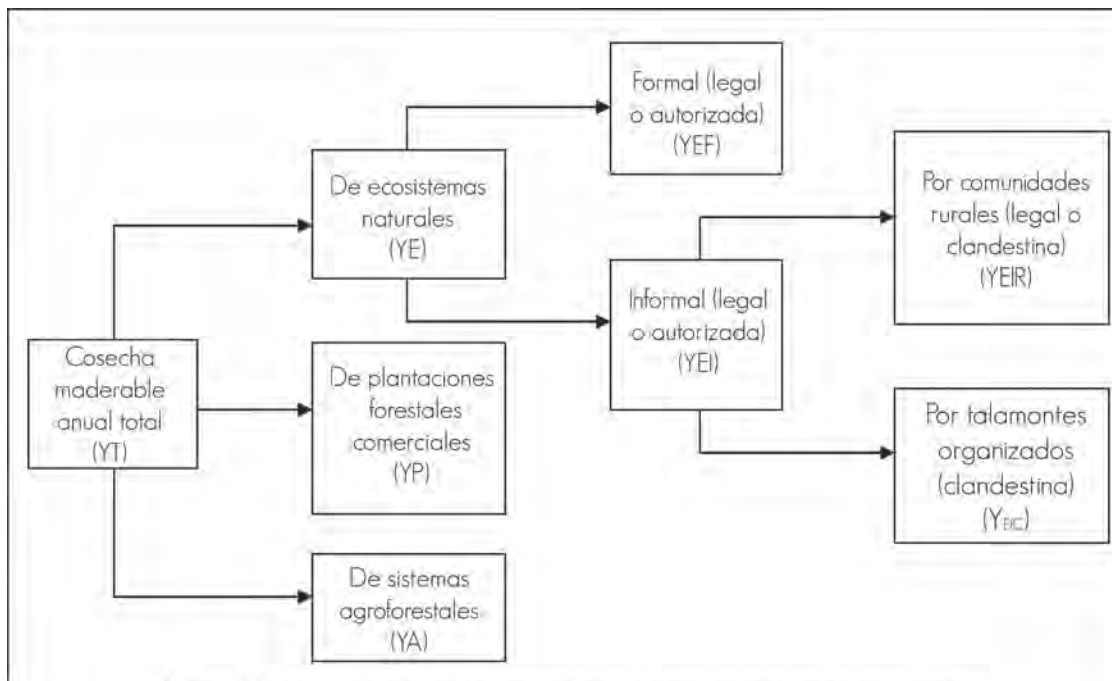 Cosecha
maderable
anual total
(YT)
De ecosistemas
naturales
(YE)
De plantaciones
forestales
comerciales
(YP)
De sistemas
agroforestales
(YA)
Formal (legal
o autorizada)
(YEF)
Informal (legal
o autorizada)
(YEI)
Por comunidades
rurales (legal o
clandestina)
(YEIR)
Por talamontes
organizados
(clandestina)
(YEIC)